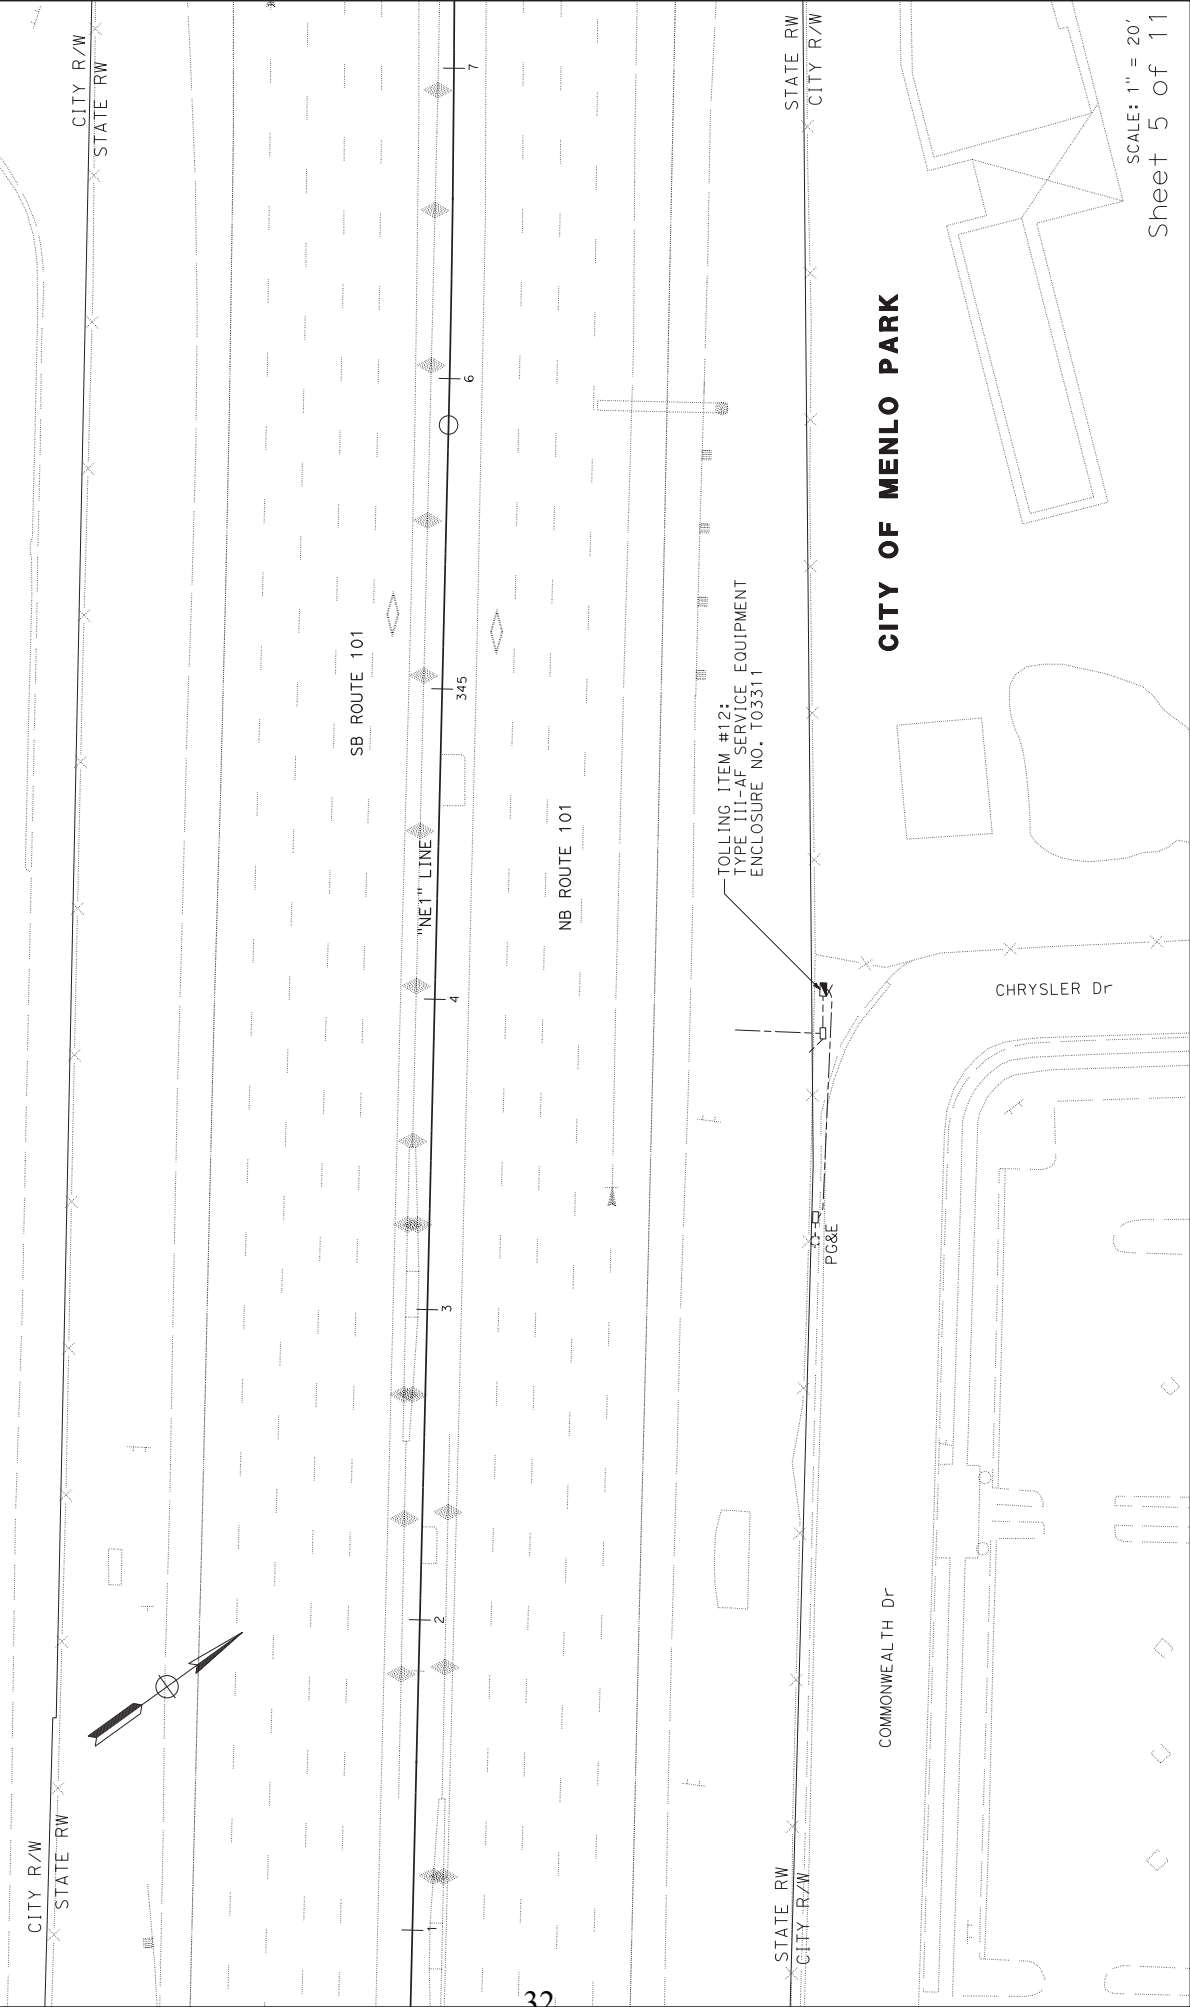 CITY R/W
STATE RW
STATE RW
CITY R/W
7
6
345
4
3
2
1
SB ROUTE 101
"NE1" LINE
NB ROUTE 101
TOLLING ITEM #12:
TYPE III-AF SERVICE EQUIPMENT
ENCLOSURE NO. T03311
CITY OF MENLO PARK
CHRYSLER Dr
PG&E
COMMONWEALTH Dr
CITY R/W
STATE RW
STATE RW
CITY R/W
SCALE: 1" = 20'
Sheet 5 of 11
32